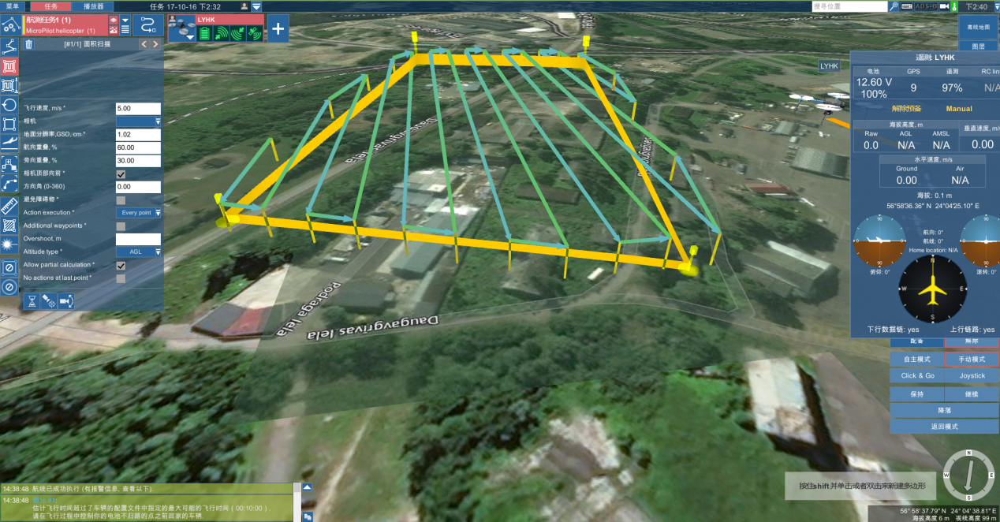 菜单
任务
播放器
任务 17-10-16 下2:32
搜寻位置
ADS-B
下2:40
航测任务1 (1)
MicroPilot helicopter (1)
LYHK
离线地图
图层
[#1/1] 面积扫描
飞行速度, m/s *
5.00
相机
地面分辨率,GSD, cm *
1.02
航向重叠, %
60.00
旁向重叠, %
30.00
相机顶部向前 *
方向角 (0-360)
0.00
避免障碍物 *
Action execution *
Every point
Additional waypoints *
Overshoot, m
Altitude type *
AGL
Allow partial calculation *
No actions at last point *
Daugavgrivas iela
Podraga iela
Daugavgrivas iela
LYHK
遥测: LYHK
电池
GPS
遥测
RC lin
12.60 V
100%
9
97%
N/A
解除预备
Manual
海拔高度, m
垂直速度, m/
Raw
AGL
AMSL
0.0
N/A
N/A
0.00
水平速度, m/s
Ground
Air
0.00
N/A
海拔: 0.1 m
56°58'36.36" N 24°04'25.10" E
航向: 0°
航线: 0°
Home location: N/A
90
0
0
90
90
0
90
俯仰: 0°
滚转: 0°
N
W
E
S
下行数据链: yes
上行链路: yes
配备
解除
自主模式
手动模式
Click & Go
Joystick
保持
继续
降落
返回模式
N
W
E
S
按住shift 并单击或者双击来新建多边形
14:38:48 航线已成功执行 (有报警信息, 查看以下).
14:38:48
估计飞行时间超过了车辆的配置文件中指定的最大可能的飞行时间 ( 00:10:00 ) .
请在飞行过程中控制你的电池不归路的点之前回家的车辆.
56° 58' 37.79" N 24° 04' 38.81" E
海拔高度 6 m 视线高度 99 m